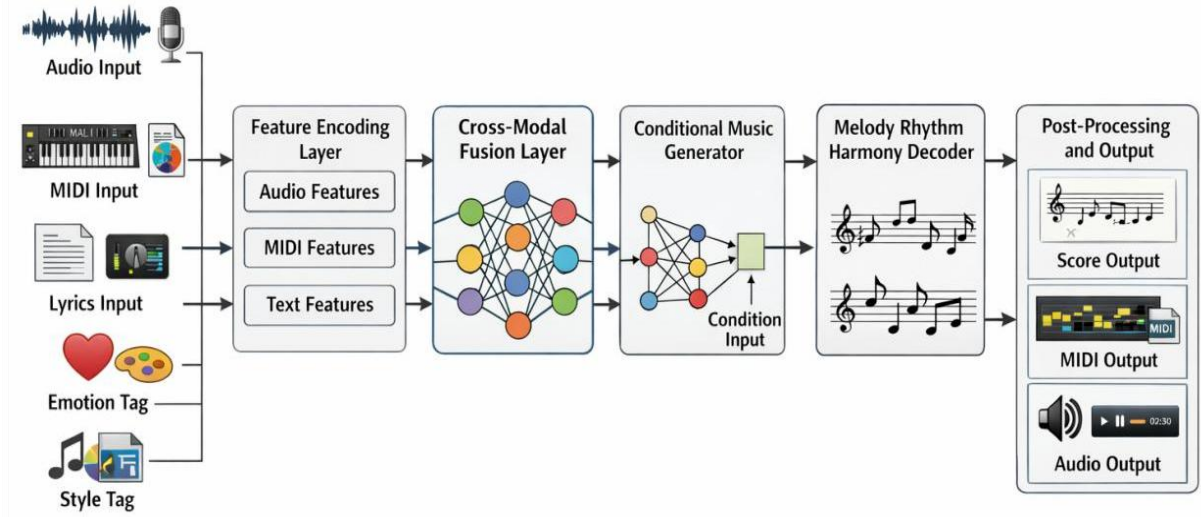 Audio Input
MAL
MIDI Input
Lyrics Input
Emotion Tag
Style Tag
Feature Encoding
Layer
Audio Features
MIDI Features
Text Features
Cross-Modal
Fusion Layer
Conditional Music
Generator
Condition
Input
Melody Rhythm
Harmony Decoder
Post-Processing
and Output
Score Output
MIDI
MIDI Output
02:30
Audio Output